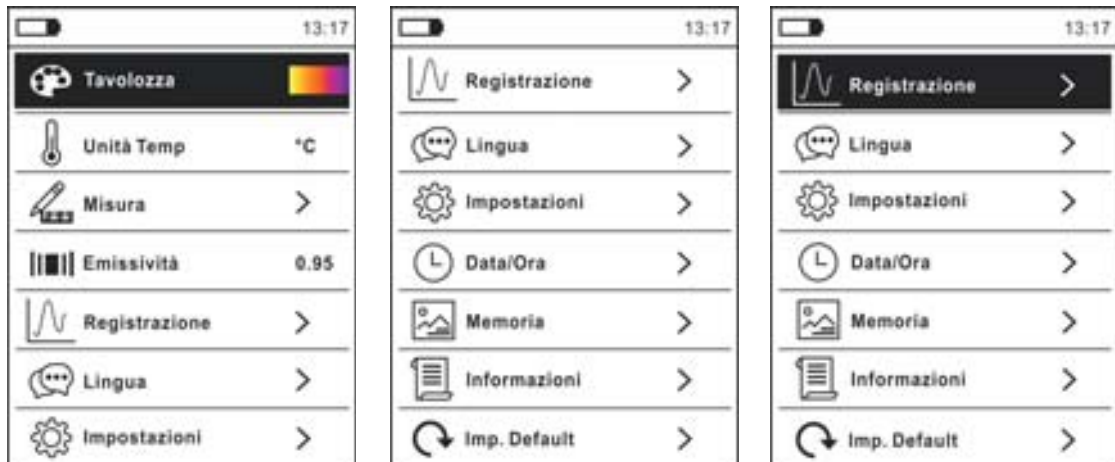 13:17
Tavolozza
Unità Temp °C
Misura
Emissività 0.95
Registrazione
Lingua
Impostazioni
13:17
Registrazione
Lingua
Impostazioni
Data/Ora
Memoria
Informazioni
Imp. Default
13:17
Registrazione
Lingua
Impostazioni
Data/Ora
Memoria
Informazioni
Imp. Default